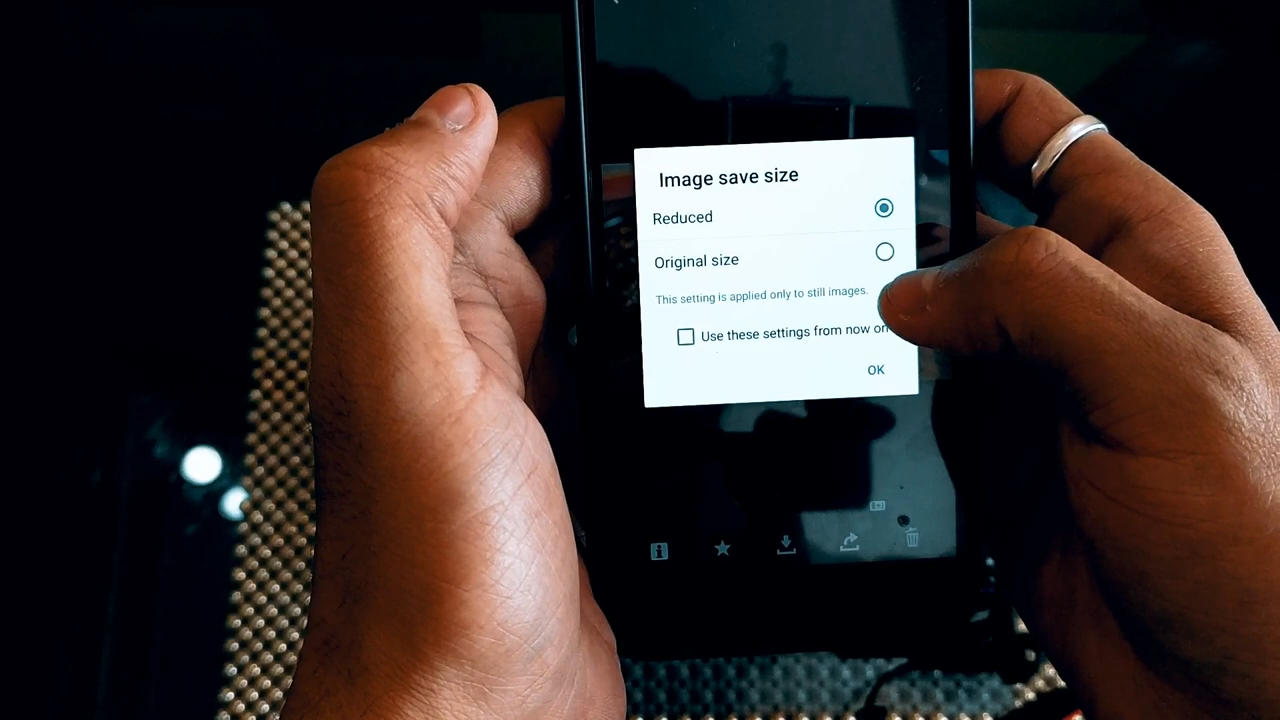 Image save size
Reduced
Original size
This setting is applied only to still images.
Use these settings from now on
OK